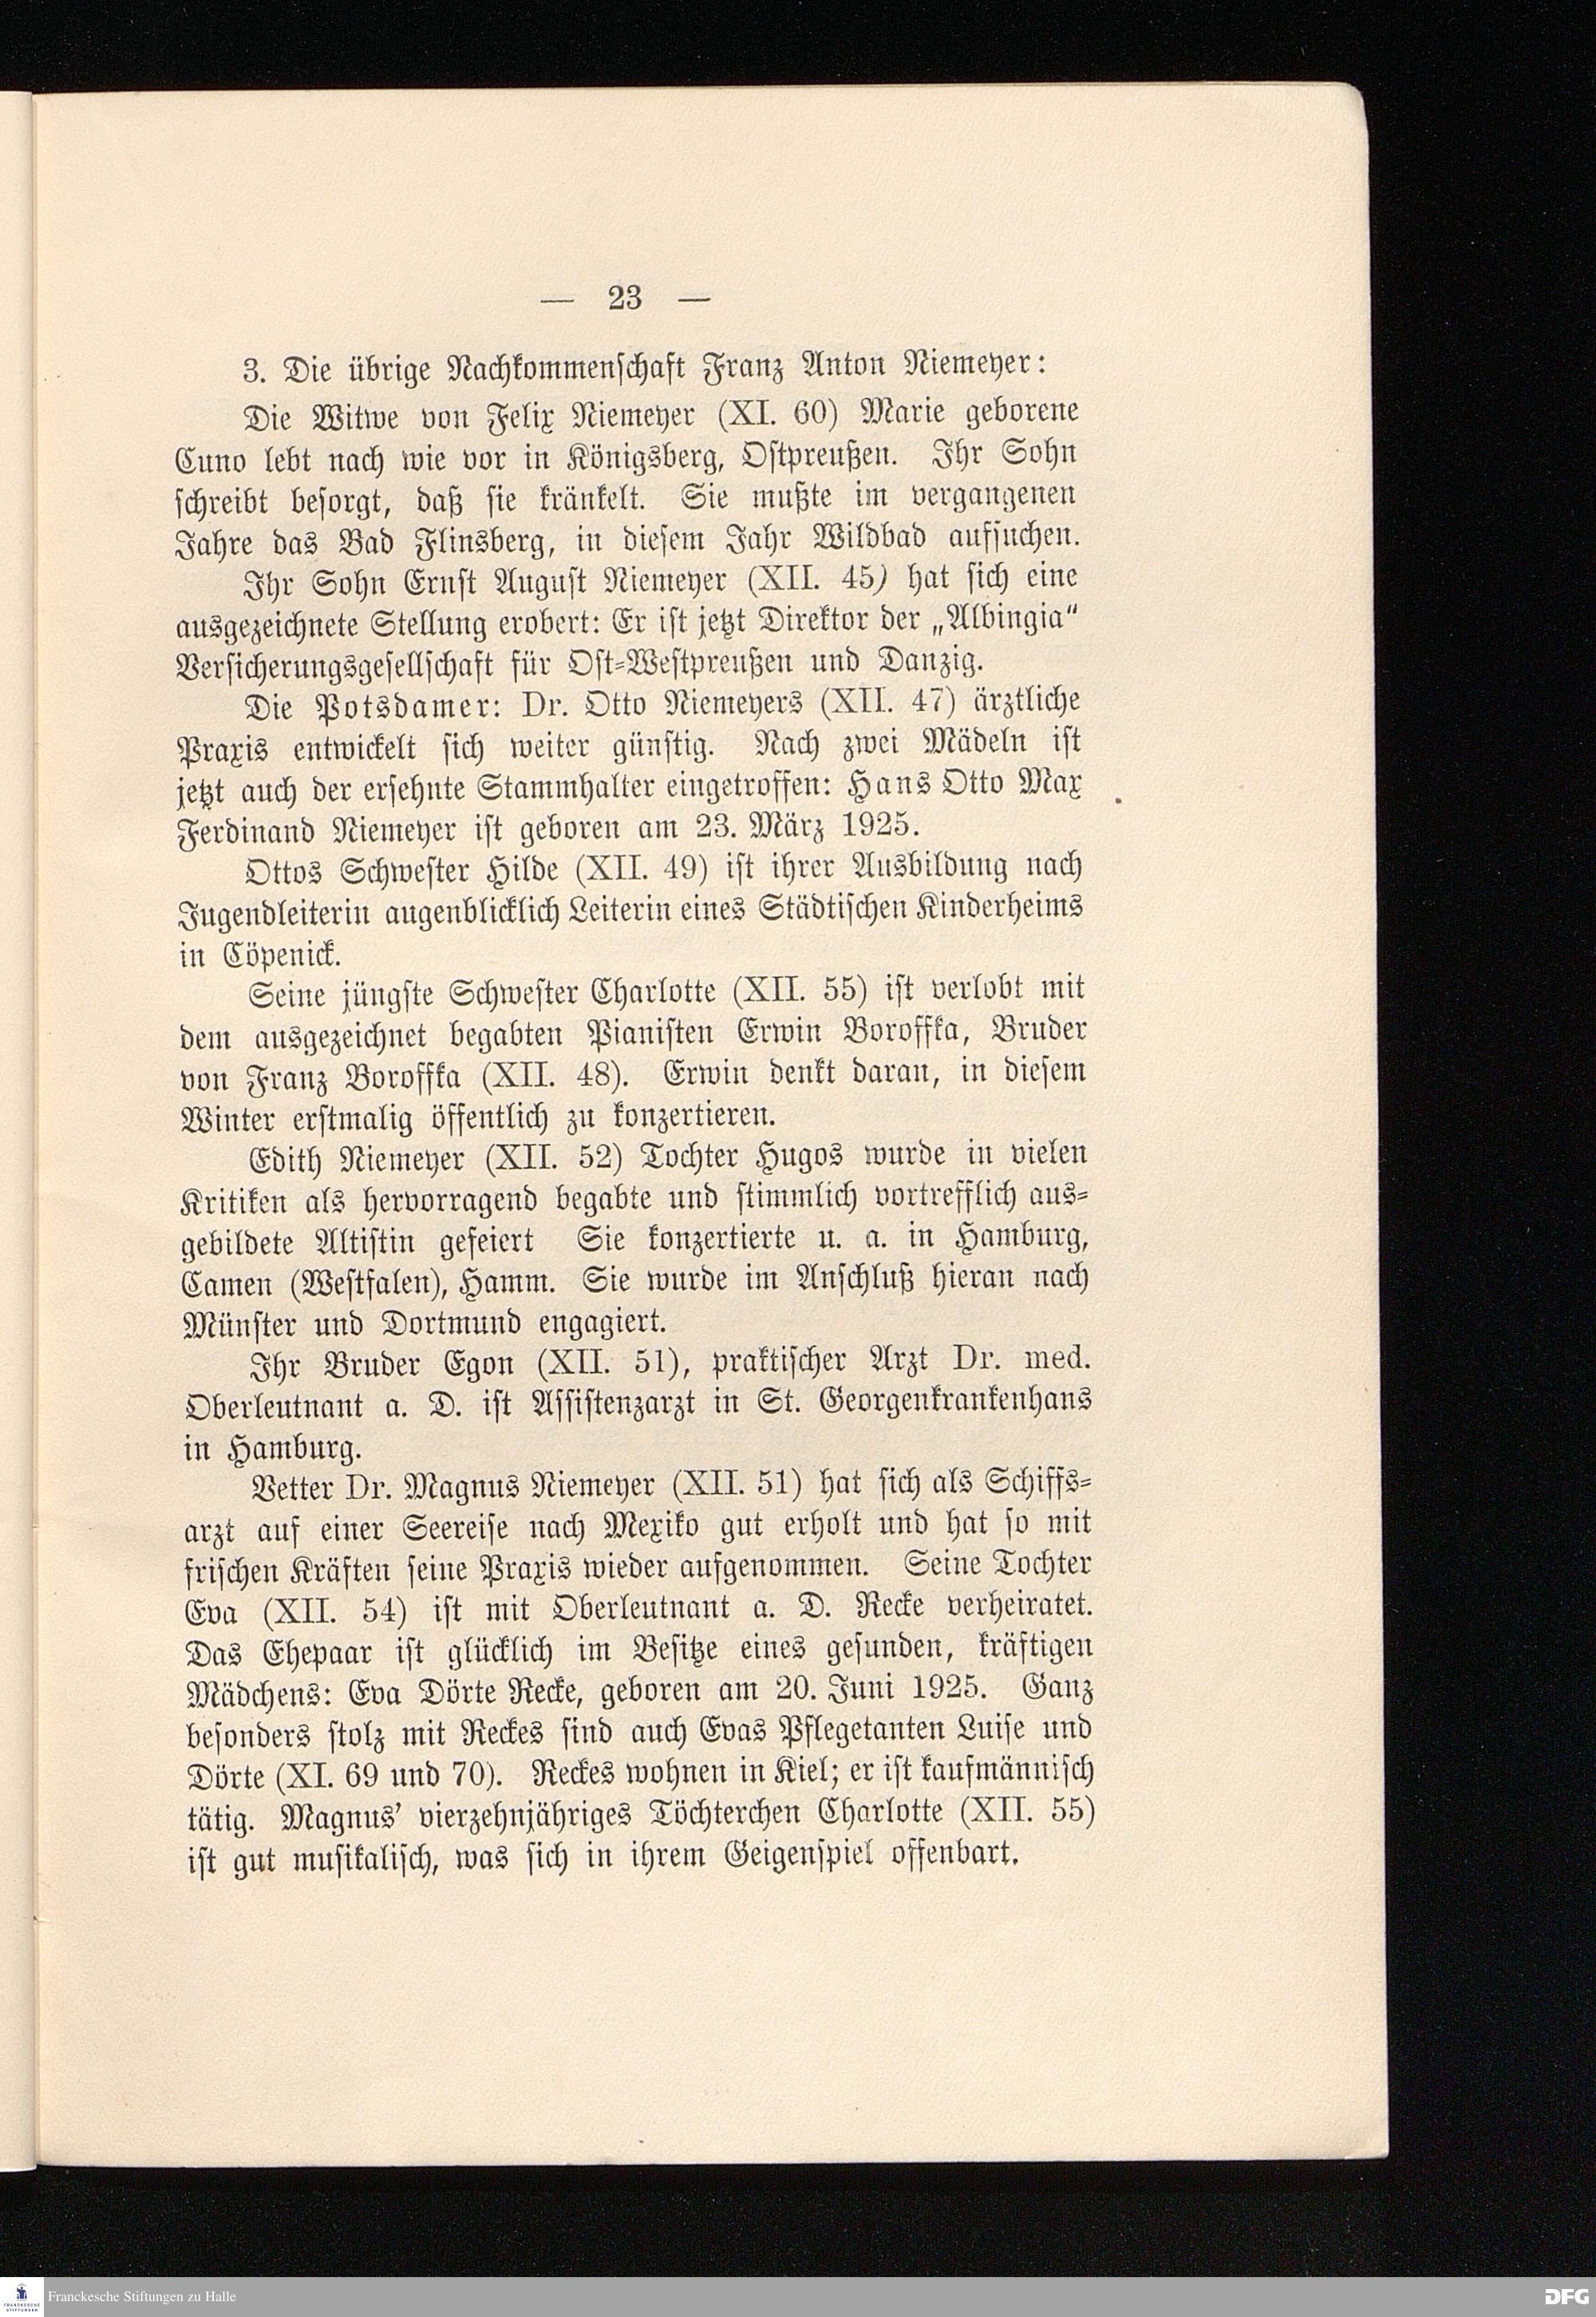 — 23 —
3. Die übrige Nachkommenschaft Franz Anton Niemeyer:
Die Witwe von Felix Niemeyer (XI. 60) Marie geborene
Cuno lebt nach wie vor in Königsberg, Ostpreußen. Ihr Sohn
schreibt besorgt, daß sie kränkelt. Sie mußte im vergangenen
Jahre das Bad Flinsberg, in diesem Jahr Wildbad aufsuchen.
Ihr Sohn Ernst August Niemeyer (XII. 45) hat sich eine
ausgezeichnete Stellung erobert: Er ist jetzt Direktor der „Albingia“
Versicherungsgesellschaft für Ost-Westpreußen und Danzig.
Die Potsdamer: Dr. Otto Niemeyers (XII. 47) ärztliche
Praxis entwickelt sich weiter günstig. Nach zwei Mädeln ist
jetzt auch der ersehnte Stammhalter eingetroffen: Hans Otto Max
Ferdinand Niemeyer ist geboren am 23. März 1925.
Ottos Schwester Hilde (XII. 49) ist ihrer Ausbildung nach
Jugendleiterin augenblicklich Leiterin eines Städtischen Kinderheims
in Cöpenick.
Seine jüngste Schwester Charlotte (XII. 55) ist verlobt mit
dem ausgezeichnet begabten Pianisten Erwin Boroffka, Bruder
von Franz Boroffka (XII. 48). Erwin denkt daran, in diesem
Winter erstmalig öffentlich zu konzertieren.
Edith Niemeyer (XII. 52) Tochter Hugos wurde in vielen
Kritiken als hervorragend begabte und stimmlich vortrefflich aus-
gebildete Altistin gefeiert Sie konzertierte u. a. in Hamburg,
Camen (Westfalen), Hamm. Sie wurde im Anschluß hieran nach
Münster und Dortmund engagiert.
Ihr Bruder Egon (XII. 51), praktischer Arzt Dr. med.
Oberleutnant a. D. ist Assistenzarzt in St. Georgenkrankenhans
in Hamburg.
Vetter Dr. Magnus Niemeyer (XII. 51) hat sich als Schiffs-
arzt auf einer Seereise nach Mexiko gut erholt und hat so mit
frischen Kräften seine Praxis wieder aufgenommen. Seine Tochter
Eva (XII. 54) ist mit Oberleutnant a. D. Recke verheiratet.
Das Ehepaar ist glücklich im Besitze eines gesunden, kräftigen
Mädchens: Eva Dörte Recke, geboren am 20. Juni 1925. Ganz
besonders stolz mit Reckes sind auch Evas Pflegetanten Luise und
Dörte (XI. 69 und 70). Reckes wohnen in Kiel; er ist kaufmännisch
tätig. Magnus’ vierzehnjähriges Töchterchen Charlotte (XII. 55)
ist gut musikalisch, was sich in ihrem Geigenspiel offenbart.
FRANCKESCHE
STIFTUNGEN
Franckesche Stiftungen zu Halle
DFG